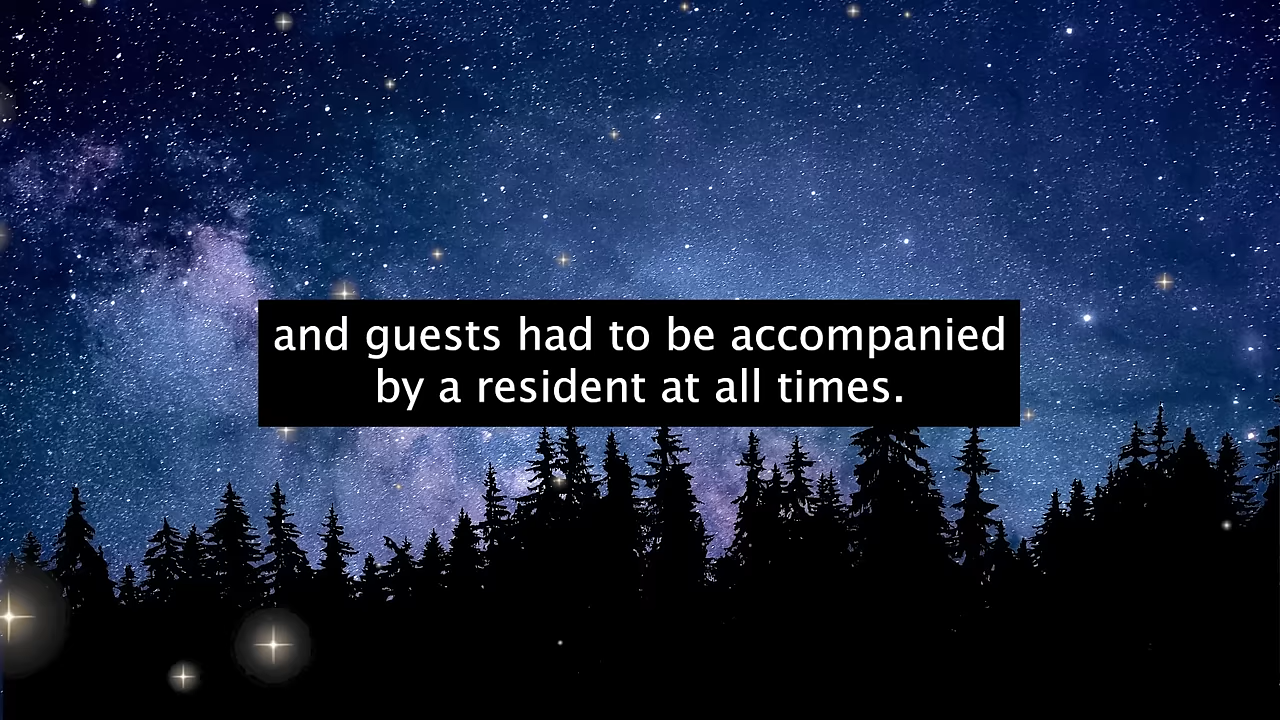 and guests had to be accompanied
by a resident at all times.